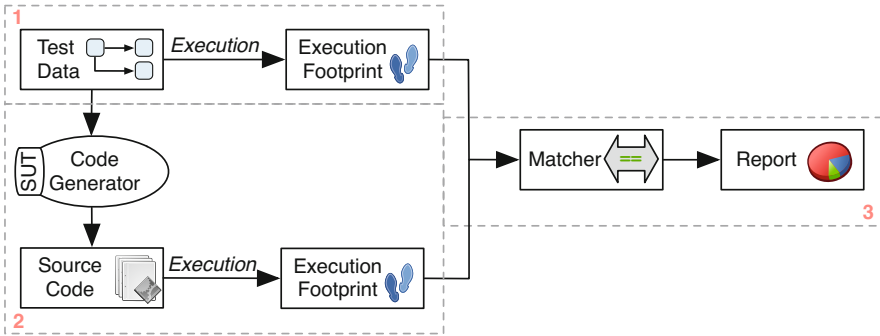 1
Test
Data
Execution
Execution
Footprint
SUT
Code
Generator
Matcher
==
Report
3
Source
Code
Execution
Execution
Footprint
2